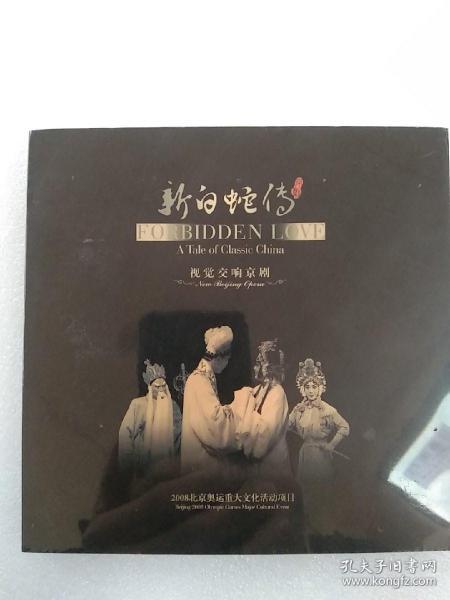 新白蛇传
FORBIDDEN LOVE
A Tale of Classic China
视觉交响京剧
New Beijing Opera
2008北京奥运重大文化活动项目
Beijing 2008 Olympic Games Major Cultural Event
孔夫子旧书网
www.kongfz.com